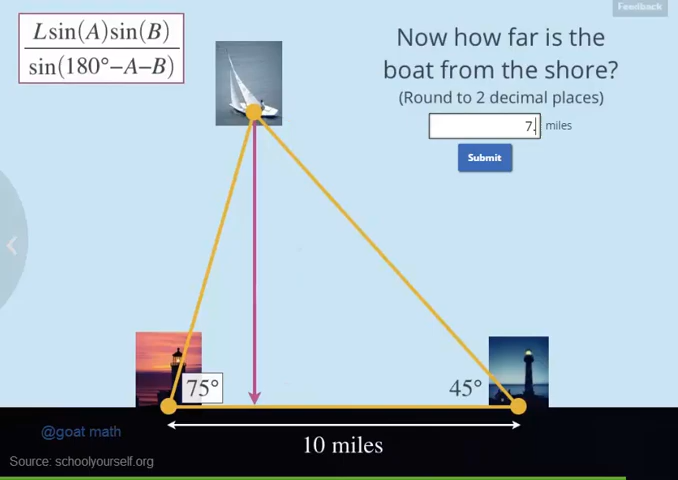 Feedback
Lsin(A)sin(B)
sin(180°−A−B)
Now how far is the
boat from the shore?
(Round to 2 decimal places)
7. miles
Submit
75°
45°
@goat math
10 miles
Source: schoolyourself.org